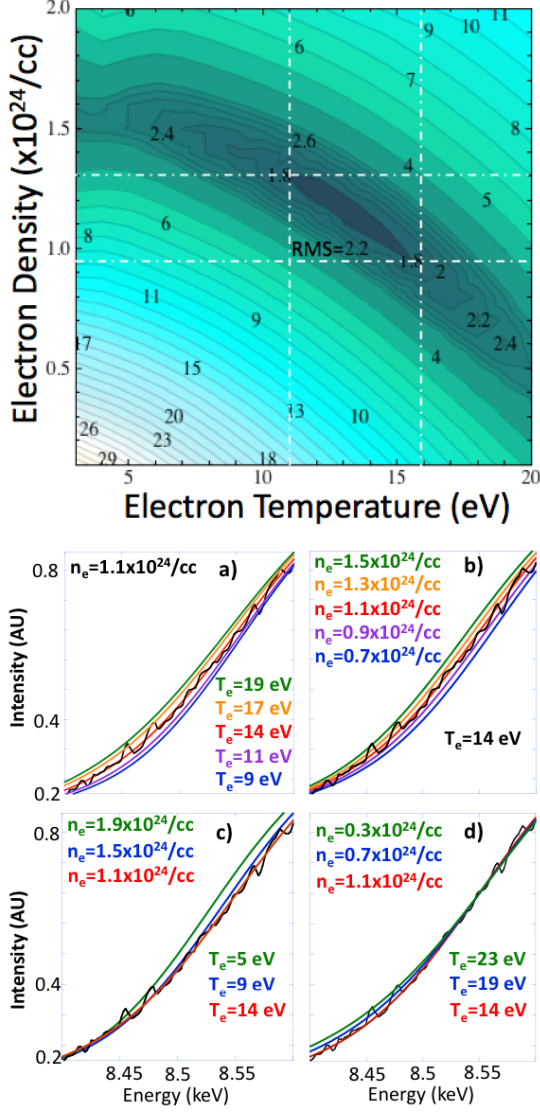 2.0
6
9
10
11
6
7
8
1.5
2.4
2.6
4
1.8
5
8
6
1.0
RMS=2.2
1.8
2
11
9
2.2
4
2.4
17
0.5
15
20
13
10
26
23
29
18
5
10
15
20
Electron Density (x10²⁴/cc)
Electron Temperature (eV)
0.8
nₑ=1.1x10²⁴/cc
a)
Intensity (AU)
0.4
0.2
Tₑ=19 eV
Tₑ=17 eV
Tₑ=14 eV
Tₑ=11 eV
Tₑ=9 eV
nₑ=1.5x10²⁴/cc
nₑ=1.3x10²⁴/cc
nₑ=1.1x10²⁴/cc
nₑ=0.9x10²⁴/cc
nₑ=0.7x10²⁴/cc
b)
Tₑ=14 eV
0.8
nₑ=1.9x10²⁴/cc
nₑ=1.5x10²⁴/cc
nₑ=1.1x10²⁴/cc
c)
Intensity (AU)
0.4
0.2
Tₑ=5 eV
Tₑ=9 eV
Tₑ=14 eV
8.45
8.5
8.55
Energy (keV)
nₑ=0.3x10²⁴/cc
nₑ=0.7x10²⁴/cc
nₑ=1.1x10²⁴/cc
d)
Tₑ=23 eV
Tₑ=19 eV
Tₑ=14 eV
8.45
8.5
8.55
Energy (keV)